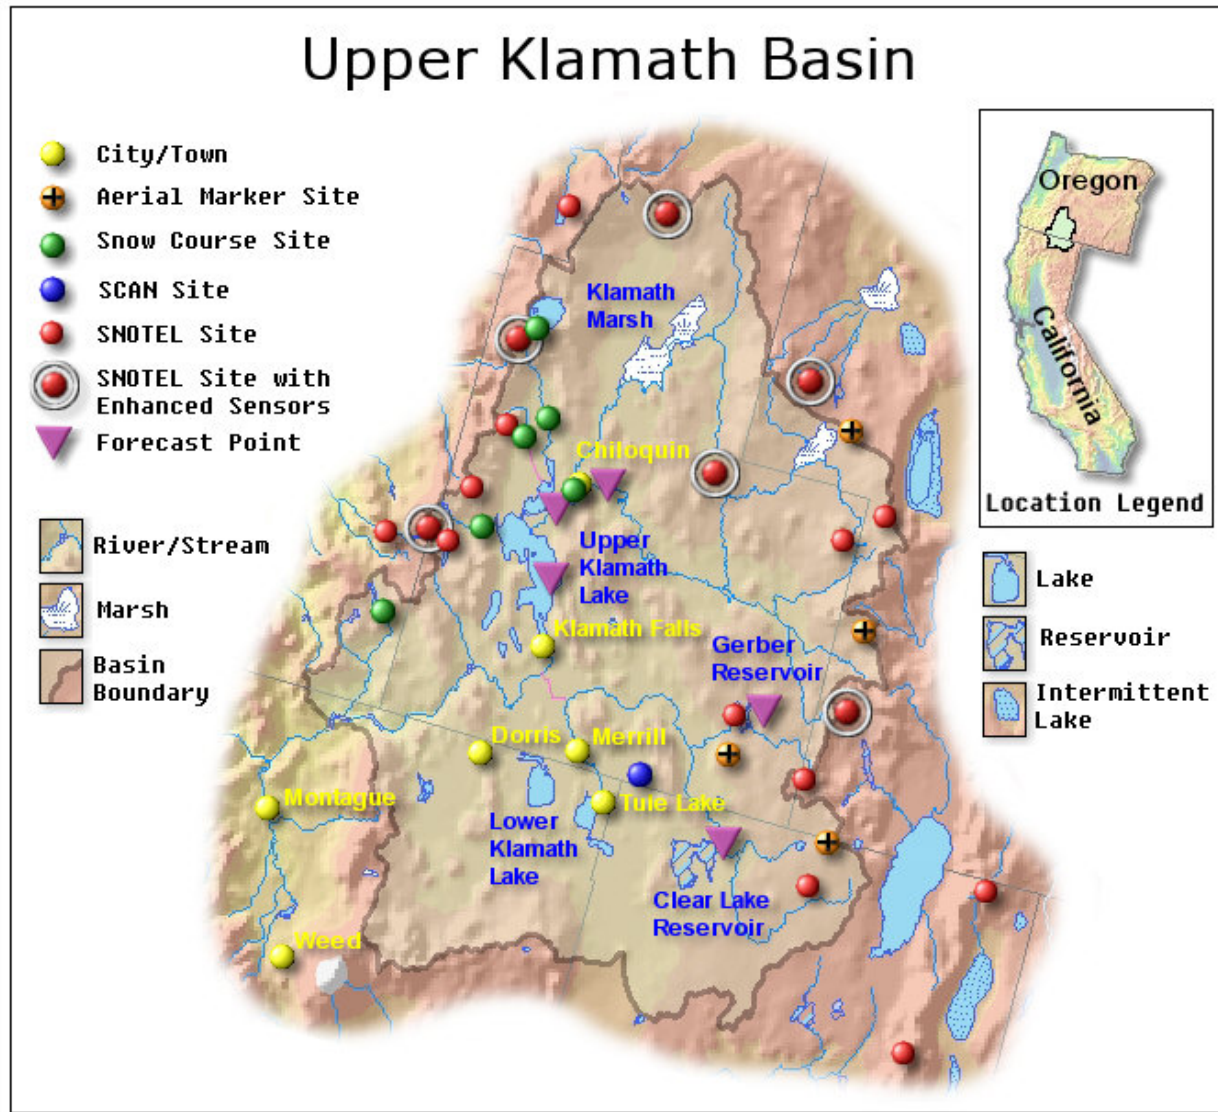 Upper Klamath Basin
City/Town
Aerial Marker Site
Snow Course Site
SCAN Site
SNOTEL Site
SNOTEL Site with
Enhanced Sensors
Forecast Point
River/Stream
Marsh
Basin
Boundary
Klamath
Marsh
Chiloquin
Upper
Klamath
Lake
Klamath Falls
Gerber
Reservoir
Dorris
Merrill
Montague
Tule Lake
Lower
Klamath
Lake
Clear Lake
Reservoir
Weed
Oregon
California
Location Legend
Lake
Reservoir
Intermittent
Lake